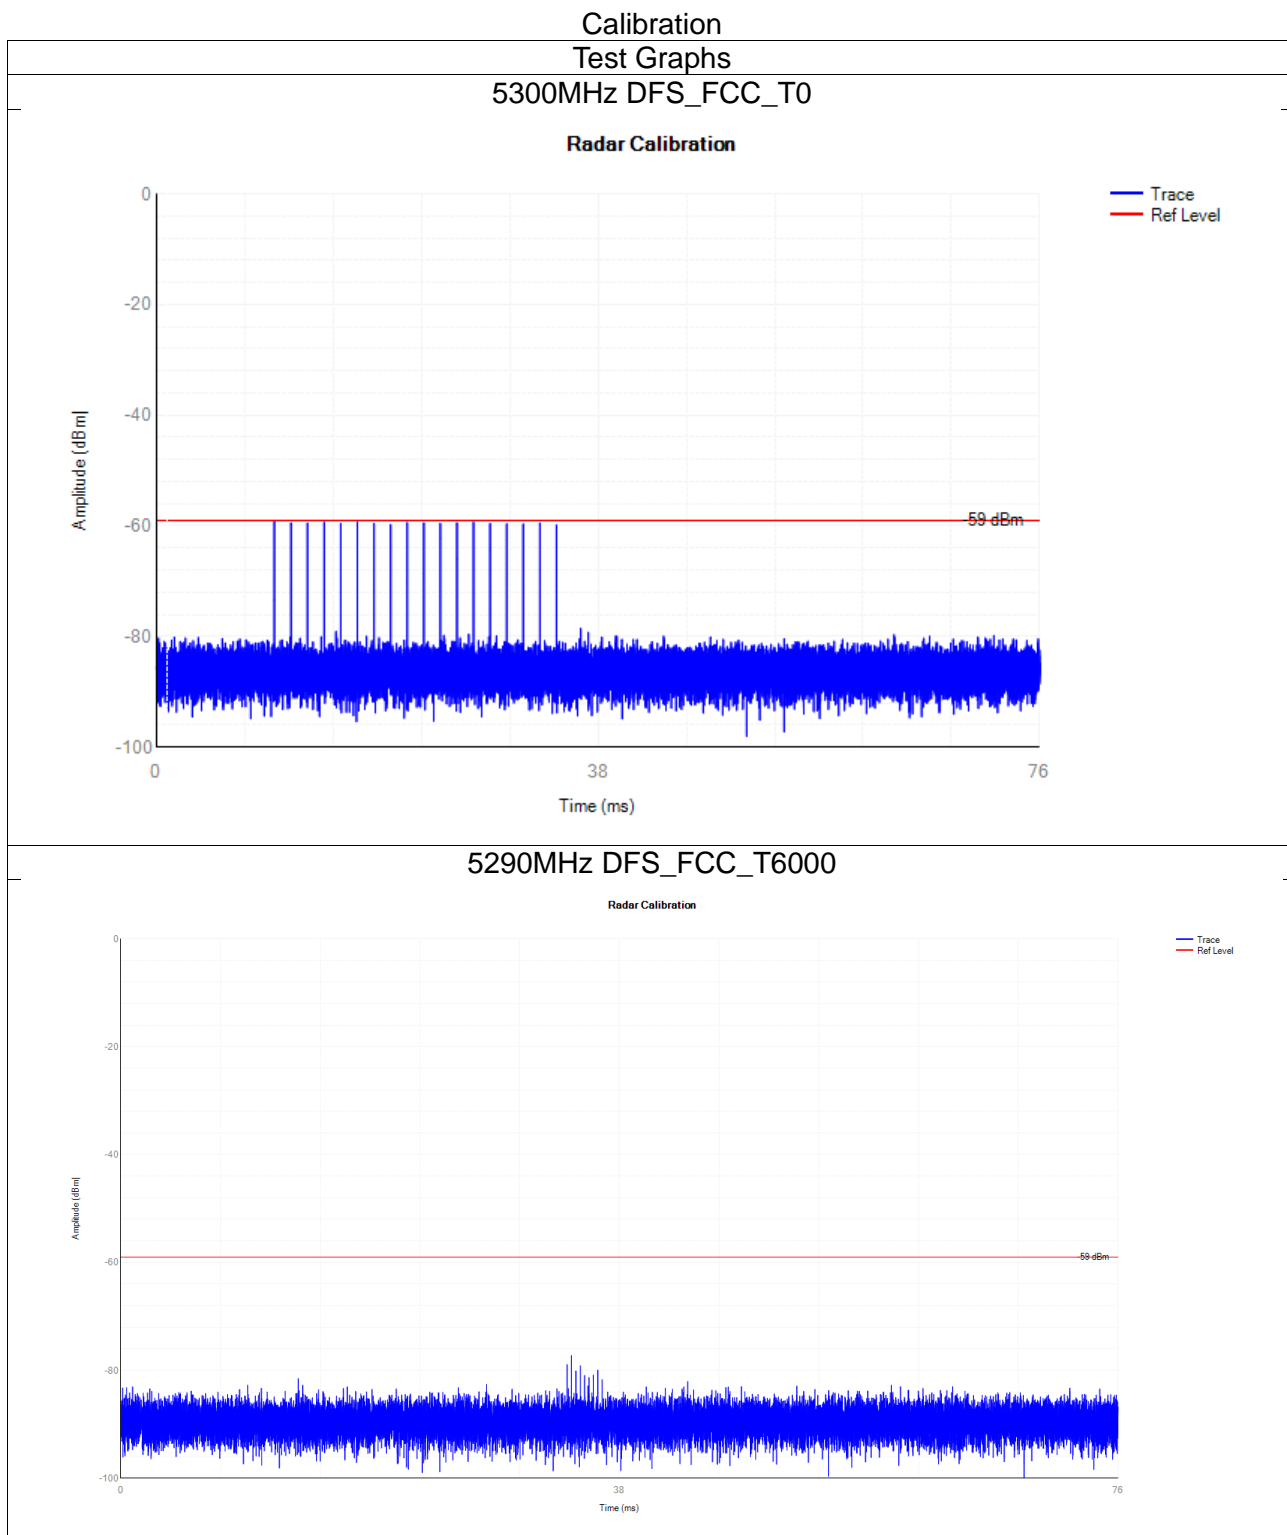 Calibration
Test Graphs
5300MHz DFS_FCC_T0
Radar Calibration
Trace
Ref Level
0
-20
-40
-60
-80
-100
Amplitude (dBm)
-59 dBm
0 38 76
Time (ms)
5290MHz DFS_FCC_T6000
Radar Calibration
Trace
Ref Level
0
-20
-40
-60
-80
-100
Amplitude (dBm)
-59 dBm
0 38 76
Time (ms)